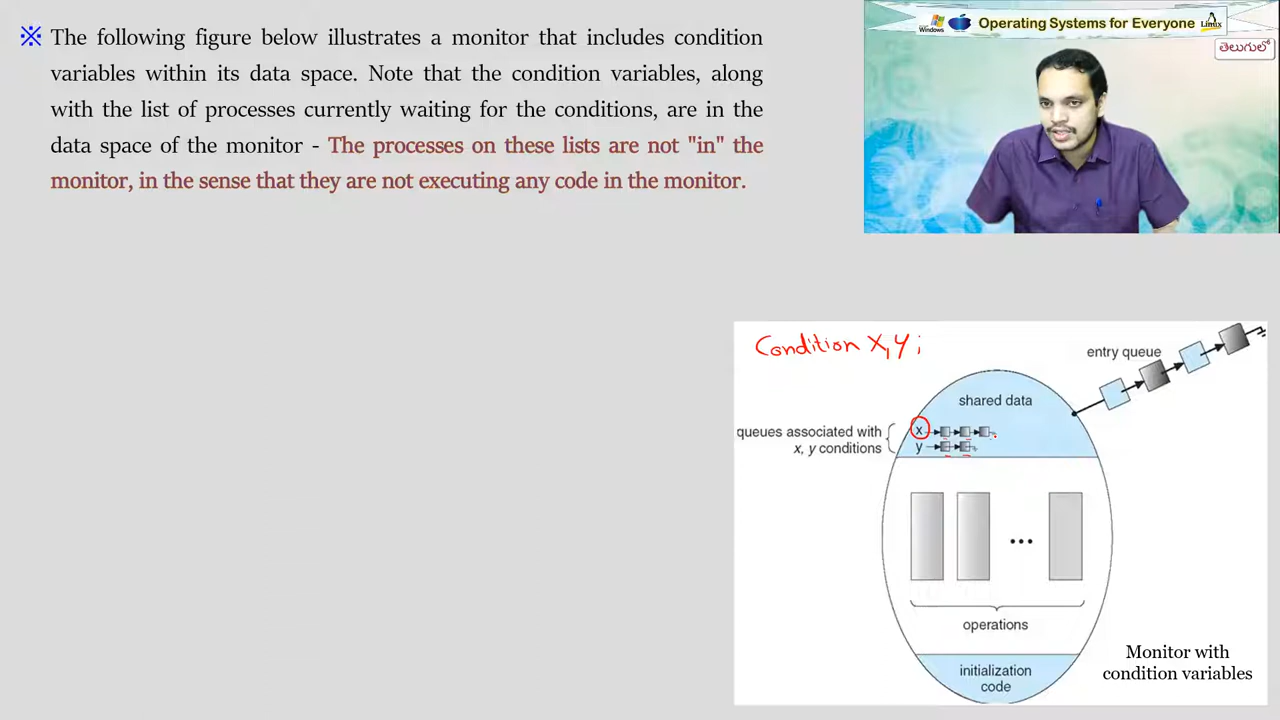 ※ The following figure below illustrates a monitor that includes condition
variables within its data space. Note that the condition variables, along
with the list of processes currently waiting for the conditions, are in the
data space of the monitor - The processes on these lists are not "in" the
monitor, in the sense that they are not executing any code in the monitor.
Windows
Operating Systems for Everyone
Linux
తెలుగులో
Condition X, Y ;
entry queue
shared data
queues associated with
x, y conditions
x
y
...
operations
initialization
code
Monitor with
condition variables